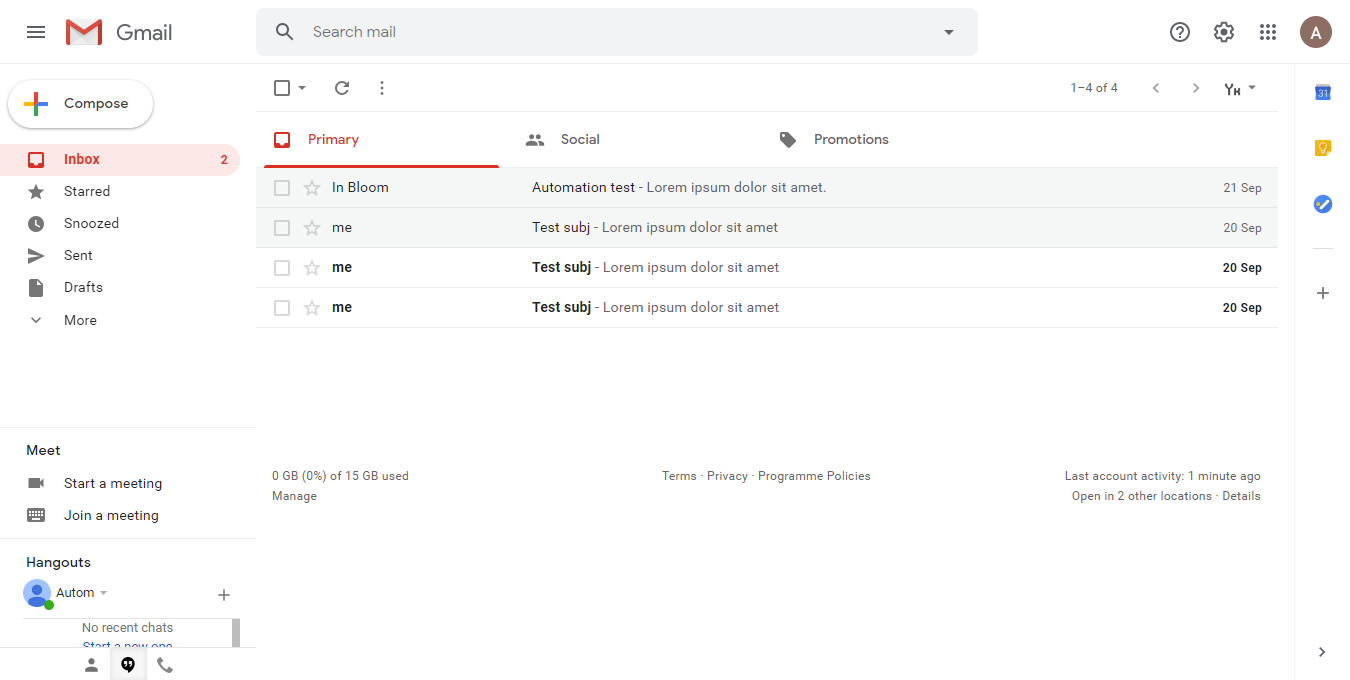 Gmail
Search mail
A
Compose
1–4 of 4
Үң
31
Primary
Social
Promotions
Inbox 2
Starred
Snoozed
Sent
Drafts
More
In Bloom Automation test - Lorem ipsum dolor sit amet. 21 Sep
me Test subj - Lorem ipsum dolor sit amet 20 Sep
me Test subj - Lorem ipsum dolor sit amet 20 Sep
me Test subj - Lorem ipsum dolor sit amet 20 Sep
Meet
Start a meeting
Join a meeting
Hangouts
Autom
No recent chats
Start a new one
0 GB (0%) of 15 GB used
Manage
Terms · Privacy · Programme Policies
Last account activity: 1 minute ago
Open in 2 other locations · Details